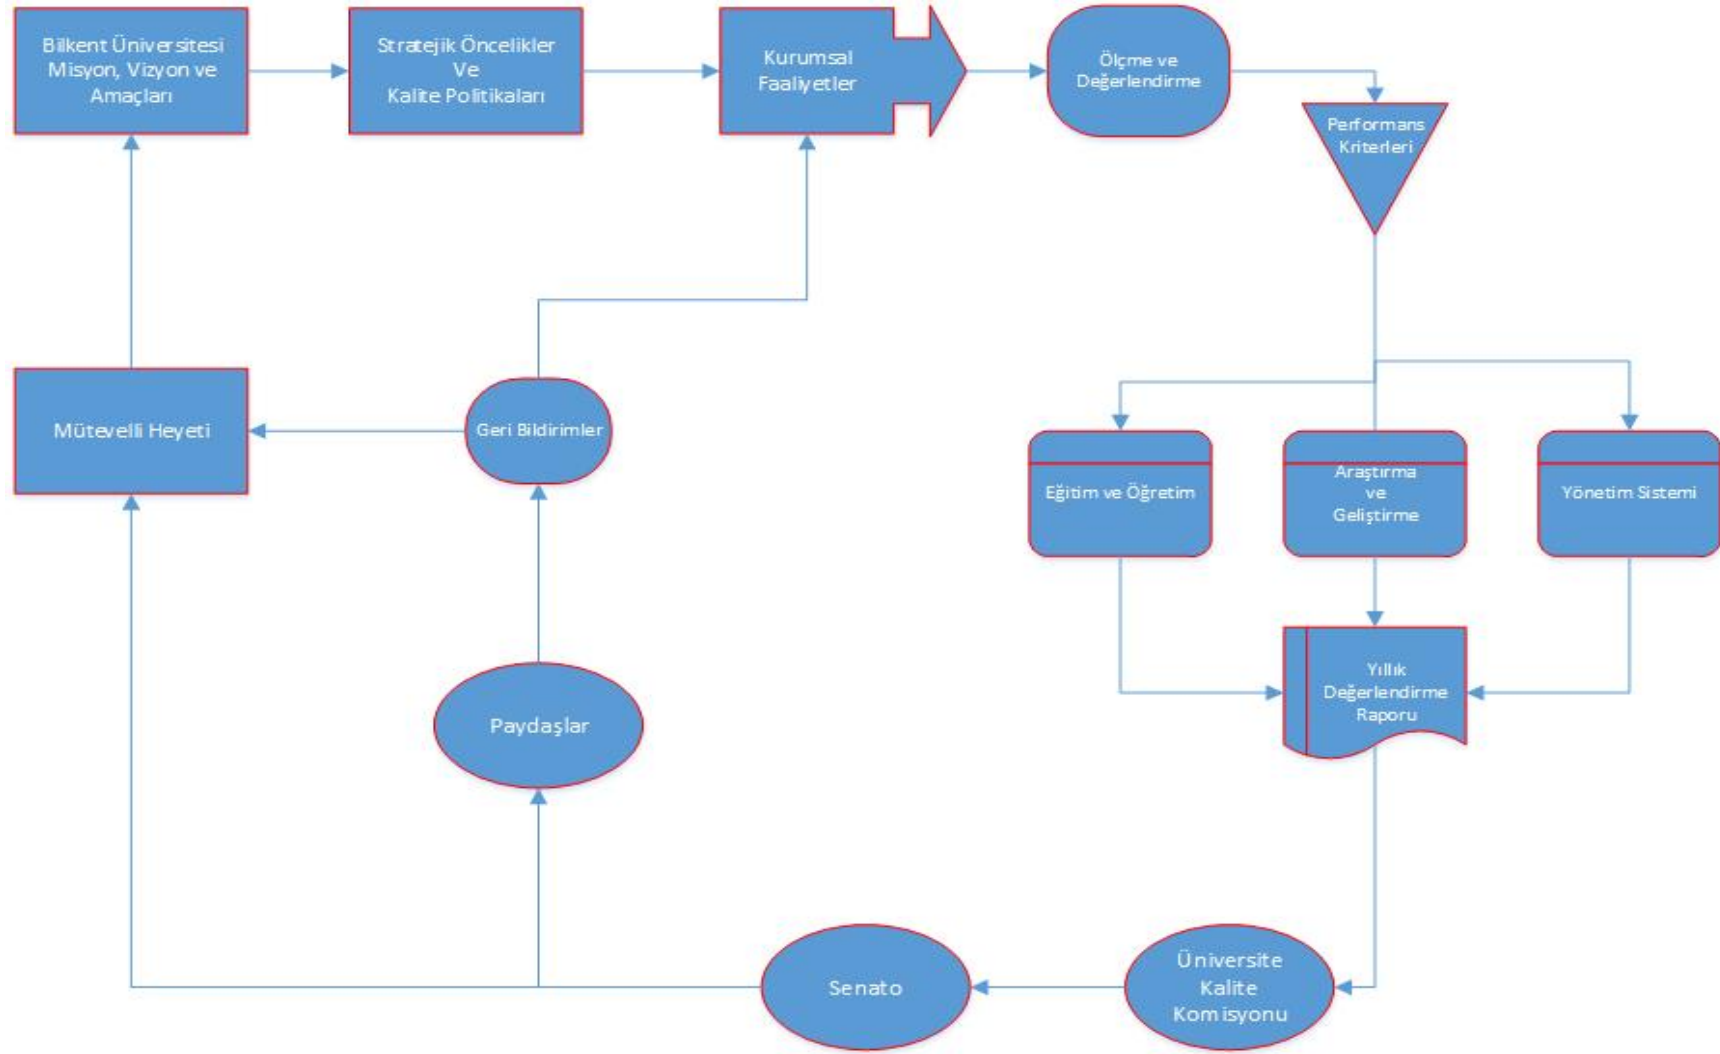 Bilkent Üniversitesi
Misyon, Vizyon ve
Amaçları
Stratejik Öncelikler
Ve
Kalite Politikaları
Kurumsal
Faaliyetler
Ölçme ve
Değerlendirme
Performans
Kriterleri
Mütevelli Heyeti
Geri Bildirimler
Eğitim ve Öğretim
Araştırma
ve
Geliştirme
Yönetim Sistemi
Yıllık
Değerlendirme
Raporu
Paydaşlar
Senato
Üniversite
Kalite
Komisyonu